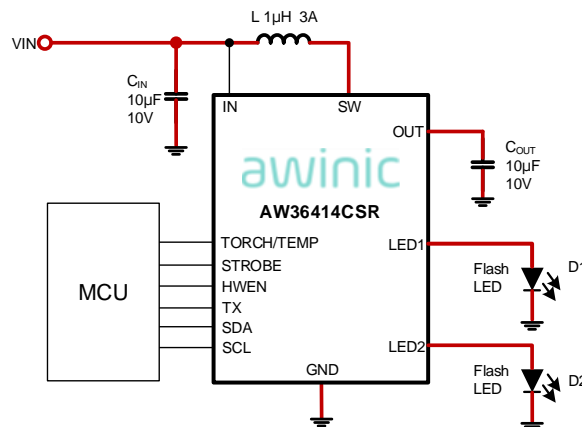 L 1µH 3A
VIN
CIN
10µF
10V
IN
SW
OUT
COUT
10µF
10V
awinic
AW36414CSR
MCU
TORCH/TEMP
STROBE
HWEN
TX
SDA
SCL
LED1
Flash
LED
D1
LED2
Flash
LED
D2
GND